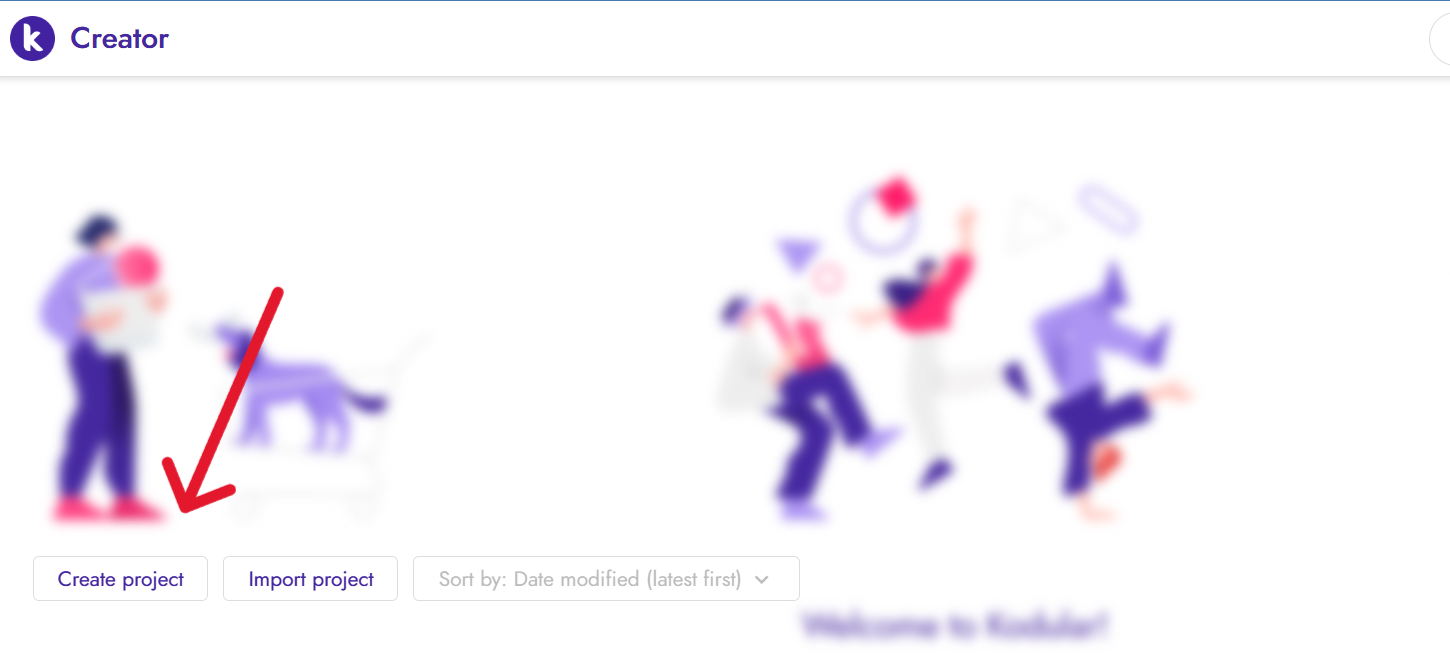 k Creator
Create project Import project Sort by: Date modified (latest first)
Welcome to Kodular!